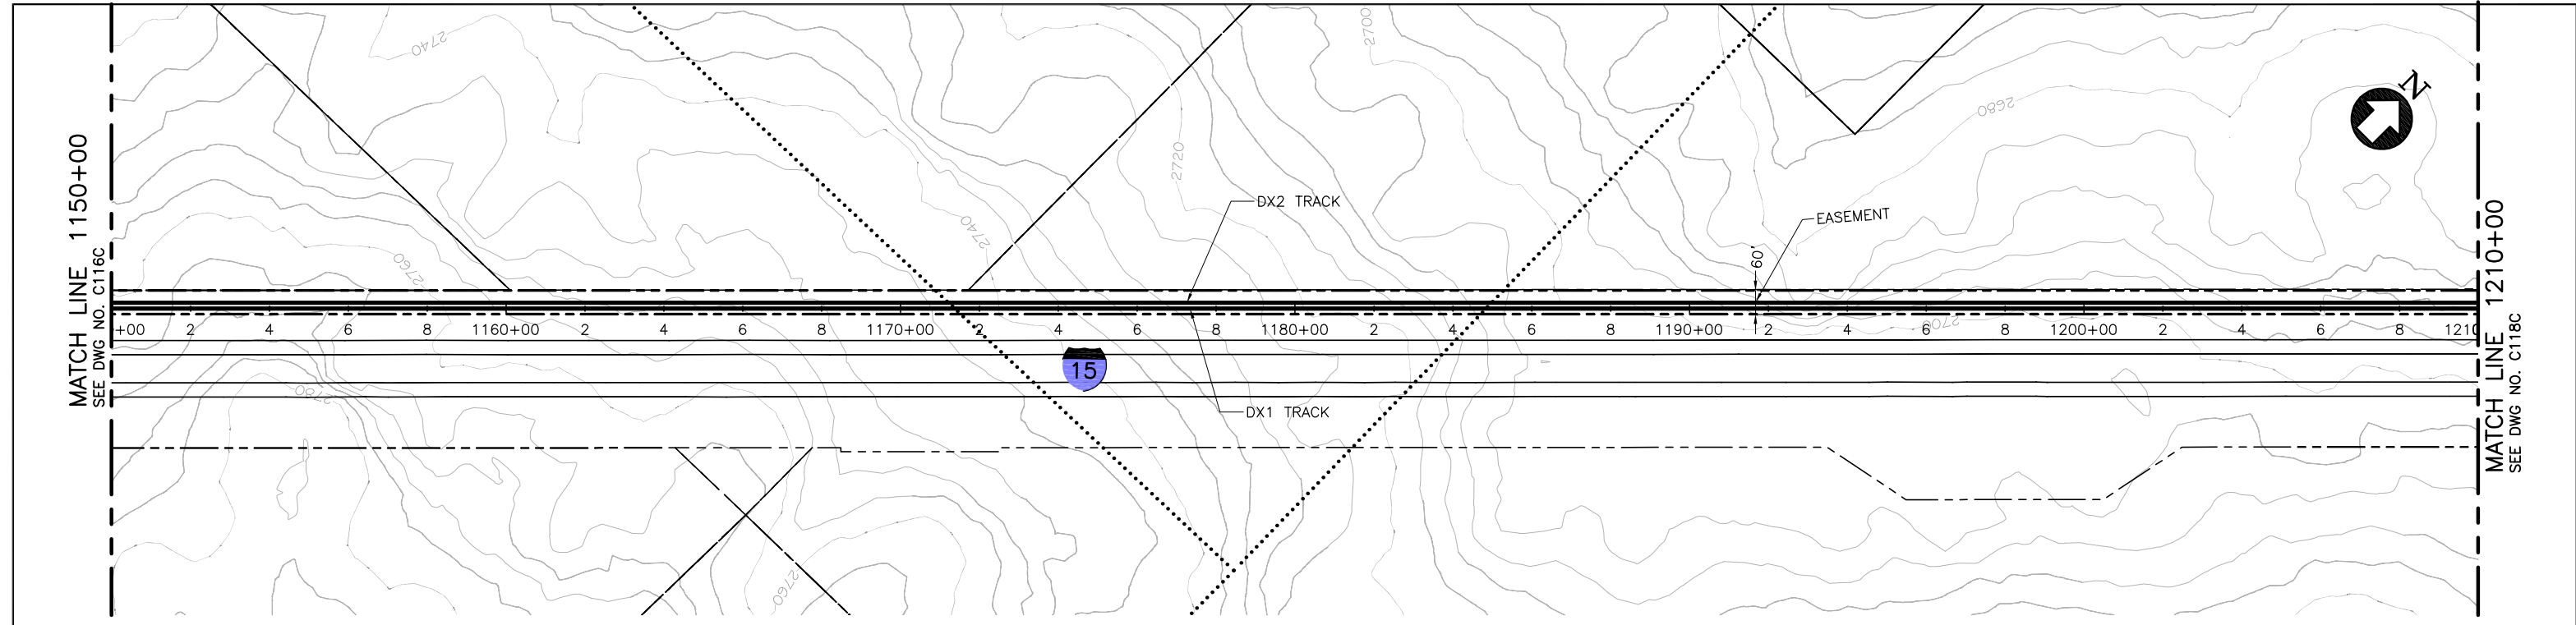 MATCH LINE 1150+00
SEE DWG NO. C116C
2740
2700
2680
N
2720
DX2 TRACK
2740
EASEMENT
60'
2760
+00 2 4 6 8 1160+00 2 4 6 8 1170+00 2 4 6 8 1180+00 2 4 6 8 1190+00 2 4 6 8 1200+00 2 4 6 8 1210
2700
15
2780
DX1 TRACK
2760
MATCH LINE 1210+00
SEE DWG NO. C118C